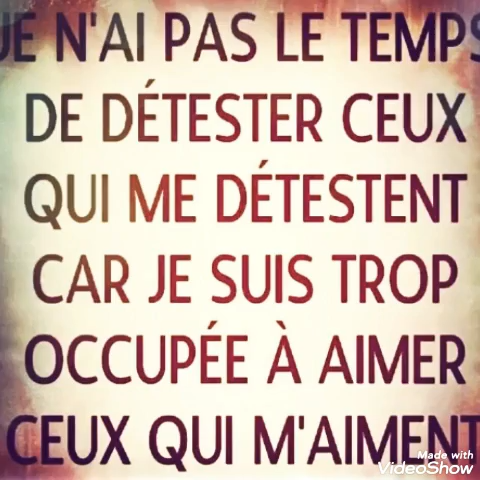 JE N'AI PAS LE TEMPS
DE DÉTESTER CEUX
QUI ME DÉTESTENT
CAR JE SUIS TROP
OCCUPÉE À AIMER
CEUX QUI M'AIMENT
Made with
VideoShow